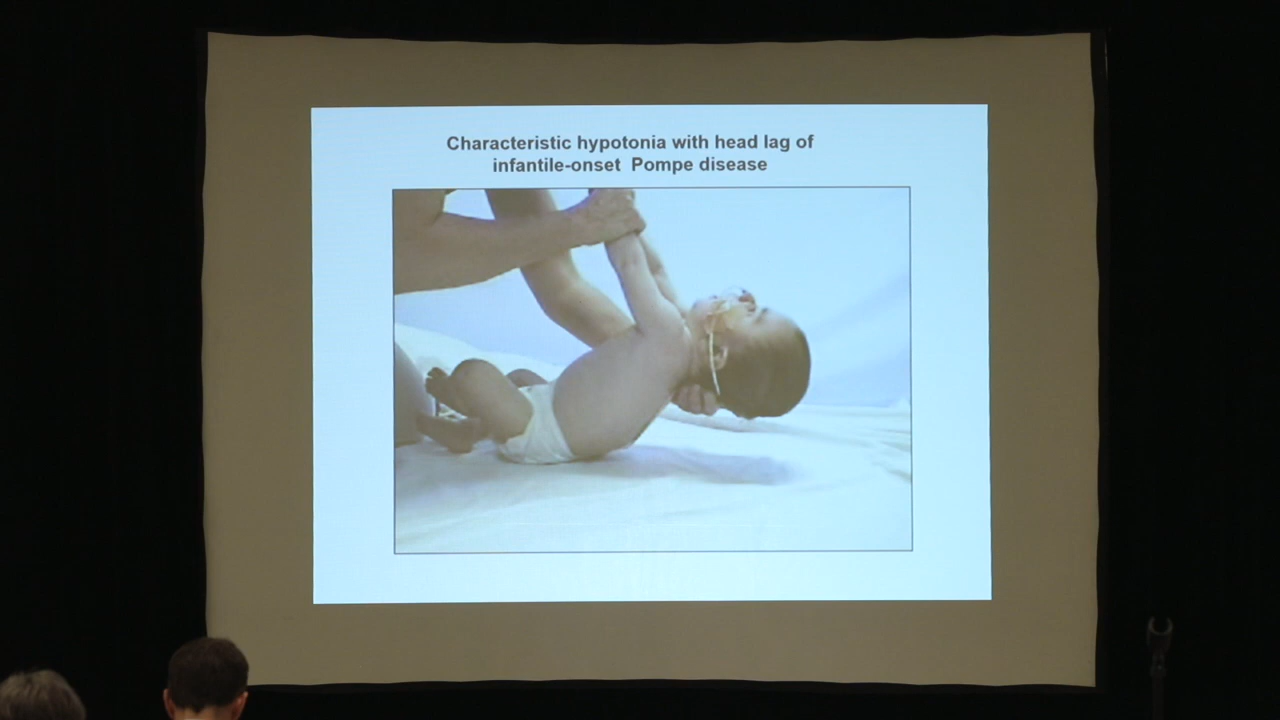 Characteristic hypotonia with head lag of
infantile-onset Pompe disease